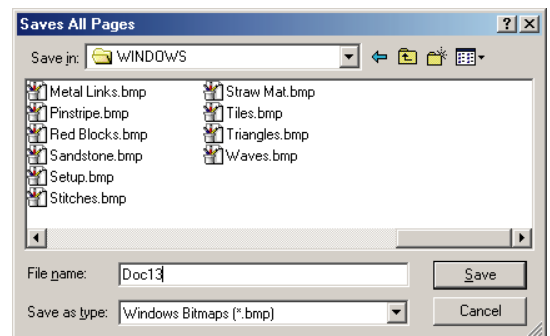 Saves All Pages
Save in: WINDOWS
Metal Links.bmp
Pinstripe.bmp
Red Blocks.bmp
Sandstone.bmp
Setup.bmp
Stitches.bmp
Straw Mat.bmp
Tiles.bmp
Triangles.bmp
Waves.bmp
File name: Doc13
Save
Save as type: Windows Bitmaps (*.bmp)
Cancel